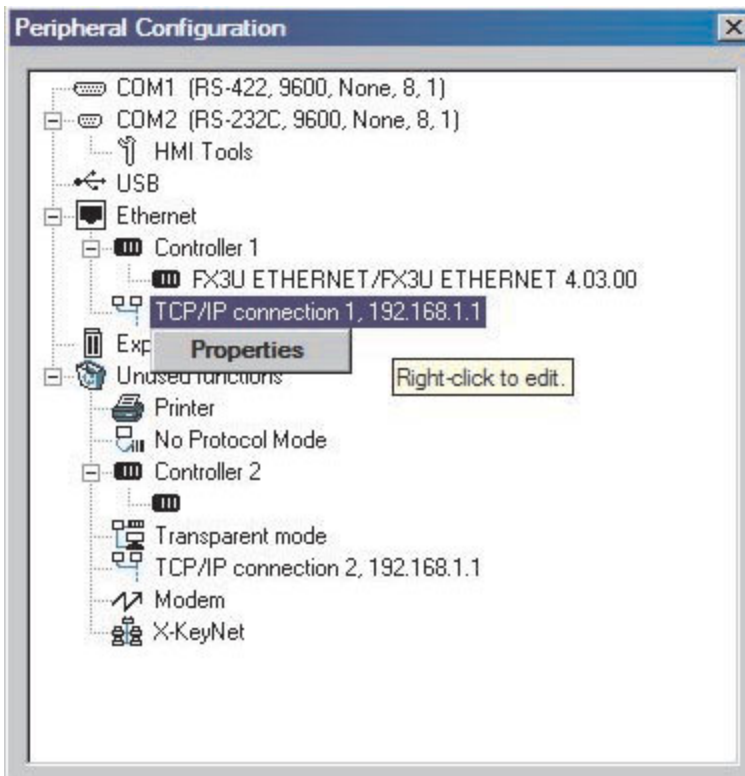 Peripheral Configuration
COM1 (RS-422, 9600, None, 8, 1)
COM2 (RS-232C, 9600, None, 8, 1)
HMI Tools
USB
Ethernet
Controller 1
FX3U ETHERNET/FX3U ETHERNET 4.03.00
TCP/IP connection 1, 192.168.1.1
Exp
Properties
Unused functions
Right-click to edit.
Printer
No Protocol Mode
Controller 2
Transparent mode
TCP/IP connection 2, 192.168.1.1
Modem
X-KeyNet